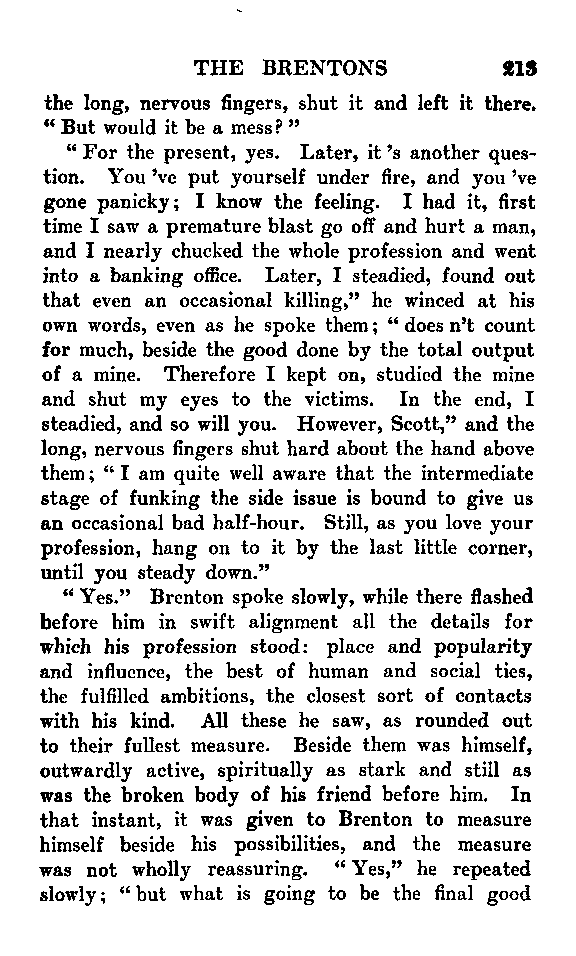 THE BRENTONS 213
the long, nervous fingers, shut it and left it there.
“ But would it be a mess? ”
“ For the present, yes. Later, it 's another ques-
tion. You 've put yourself under fire, and you 've
gone panicky; I know the feeling. I had it, first
time I saw a premature blast go off and hurt a man,
and I nearly chucked the whole profession and went
into a banking office. Later, I steadied, found out
that even an occasional killing,” he winced at his
own words, even as he spoke them; “ does n't count
for much, beside the good done by the total output
of a mine. Therefore I kept on, studied the mine
and shut my eyes to the victims. In the end, I
steadied, and so will you. However, Scott,” and the
long, nervous fingers shut hard about the hand above
them; “ I am quite well aware that the intermediate
stage of funking the side issue is bound to give us
an occasional bad half-hour. Still, as you love your
profession, hang on to it by the last little corner,
until you steady down.”
“ Yes.” Brenton spoke slowly, while there flashed
before him in swift alignment all the details for
which his profession stood: place and popularity
and influence, the best of human and social ties,
the fulfilled ambitions, the closest sort of contacts
with his kind. All these he saw, as rounded out
to their fullest measure. Beside them was himself,
outwardly active, spiritually as stark and still as
was the broken body of his friend before him. In
that instant, it was given to Brenton to measure
himself beside his possibilities, and the measure
was not wholly reassuring. “ Yes,” he repeated
slowly; “ but what is going to be the final good